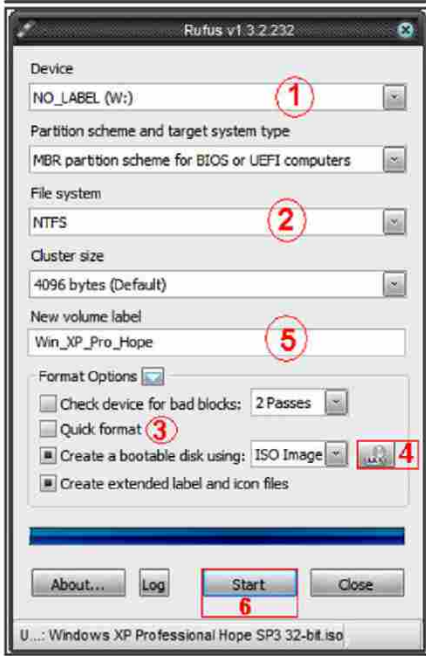 Rufus v1.3.2.232
Device
NO_LABEL (W:) 1
Partition scheme and target system type
MBR partition scheme for BIOS or UEFI computers
File system
NTFS 2
Cluster size
4096 bytes (Default)
New volume label
Win_XP_Pro_Hope 5
Format Options
Check device for bad blocks: 2 Passes
Quick format 3
Create a bootable disk using: ISO Image 4
Create extended label and icon files
About... Log Start Close
6
U...: Windows XP Professional Hope SP3 32-bit.iso